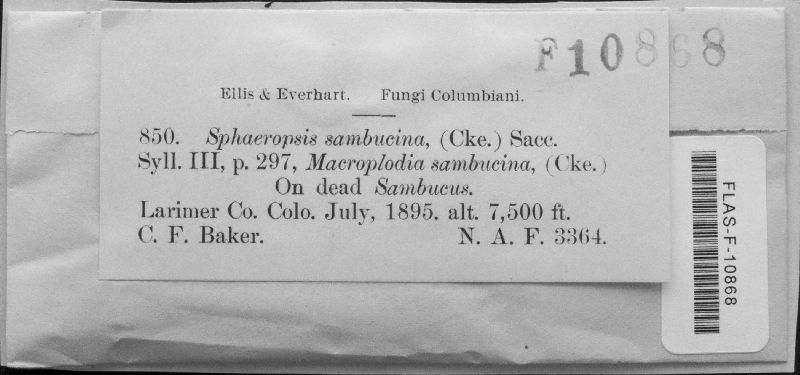 F10868
Ellis & Everhart. Fungi Columbiani.
850. Sphaeropsis sambucina, (Cke.) Sacc.
Syll. III, p. 297, Macroplodia sambucina, (Cke.)
On dead Sambucus.
Larimer Co. Colo. July, 1895. alt. 7,500 ft.
C. F. Baker. N. A. F. 3364.
FLAS-F-10868